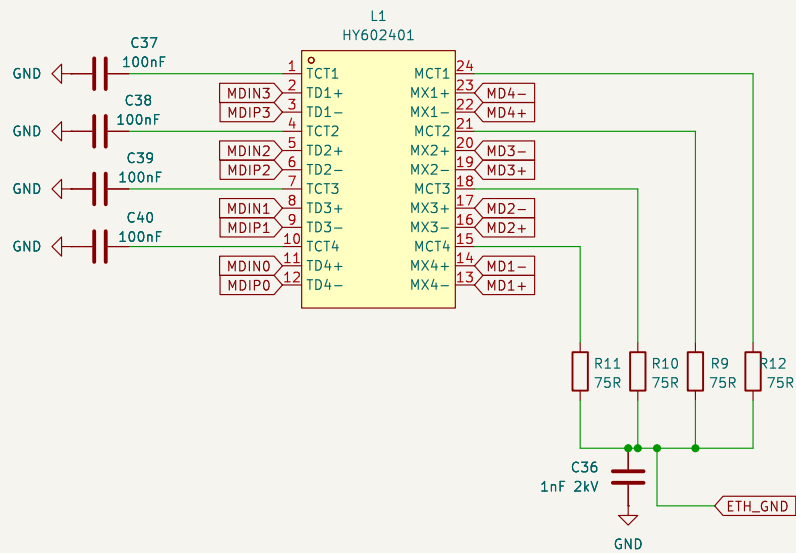 L1
HY602401
C37
100nF
GND
1
TCT1
MCT1
24
MDIN3
2
TD1+
MX1+
23
MD4-
MDIP3
3
TD1-
MX1-
22
MD4+
C38
100nF
GND
4
TCT2
MCT2
21
MDIN2
5
TD2+
MX2+
20
MD3-
MDIP2
6
TD2-
MX2-
19
MD3+
C39
100nF
GND
7
TCT3
MCT3
18
MDIN1
8
TD3+
MX3+
17
MD2-
MDIP1
9
TD3-
MX3-
16
MD2+
C40
100nF
GND
10
TCT4
MCT4
15
MDIN0
11
TD4+
MX4+
14
MD1-
MDIP0
12
TD4-
MX4-
13
MD1+
R11
75R
R10
75R
R9
75R
R12
75R
C36
1nF 2kV
ETH_GND
GND